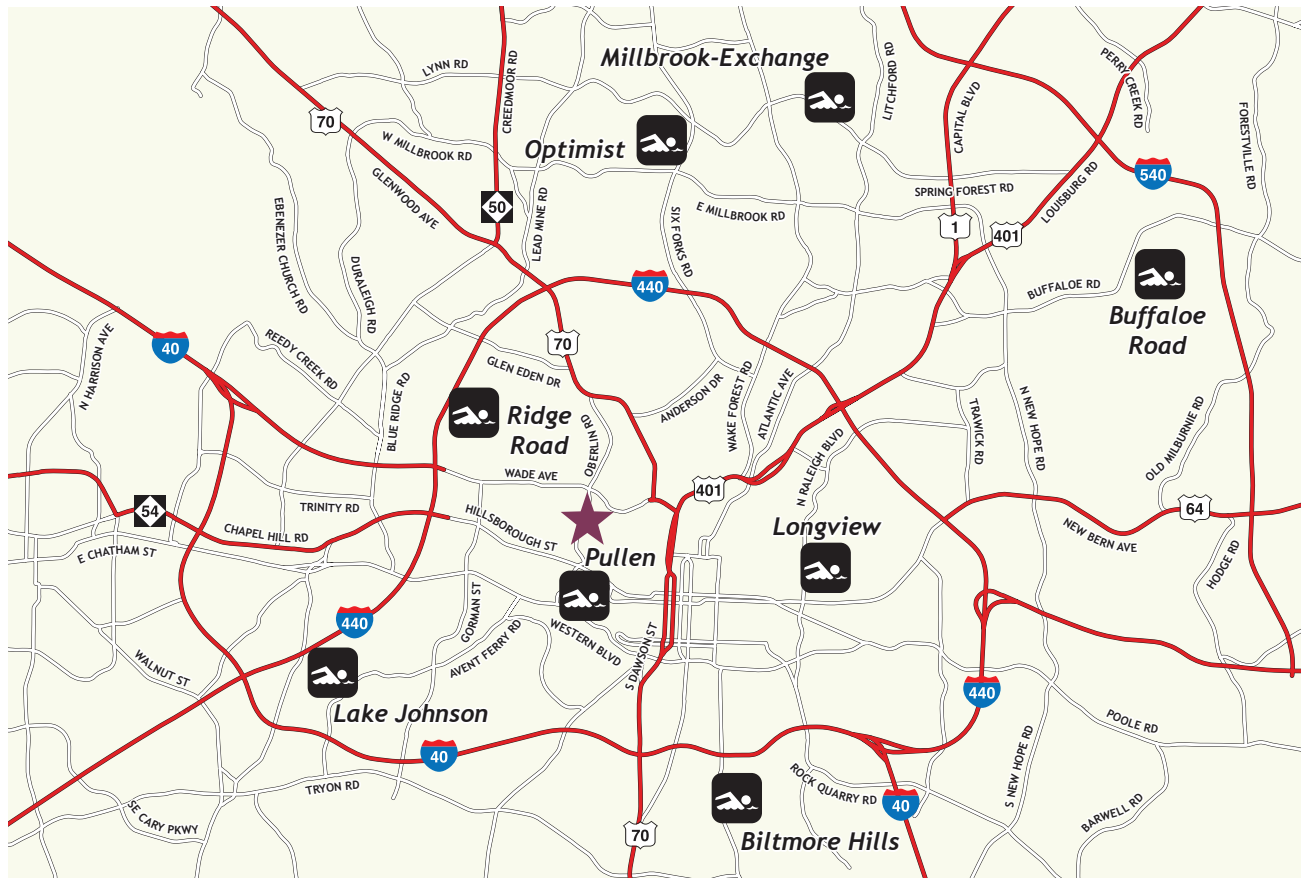 Millbrook-Exchange
LYNN RD
CREEDMOOR RD
LITCHFORD RD
CAPITAL BLVD
PERRY CREEK RD
FORESTVILLE RD
70
W MILLBROOK RD
Optimist
540
GLENWOOD AVE
50
LEAD MINE RD
SIX FORKS RD
E MILLBROOK RD
SPRING FOREST RD
LOUISBURG RD
1
401
EBENEZER CHURCH RD
DURALEIGH RD
440
BUFFALOE RD
Buffaloe
Road
40
N HARRISON AVE
REEDY CREEK RD
70
GLEN EDEN DR
BLUE RIDGE RD
Ridge
Road
OBERLIN RD
ANDERSON DR
WAKE FOREST RD
ATLANTIC AVE
N RALEIGH BLVD
TRAWICK RD
N NEW HOPE RD
OLD MILBURNIE RD
WADE AVE
401
54
TRINITY RD
CHAPEL HILL RD
HILLSBOROUGH ST
E CHATHAM ST
Pullen
Longview
64
NEW BERN AVE
HODGE RD
440
GORMAN ST
AVENT FERRY RD
WESTERN BLVD
S DAWSON ST
WALNUT ST
Lake Johnson
440
POOLE RD
40
S NEW HOPE RD
TRYON RD
SE CARY PKWY
ROCK QUARRY RD
40
BARWELL RD
70
Biltmore Hills